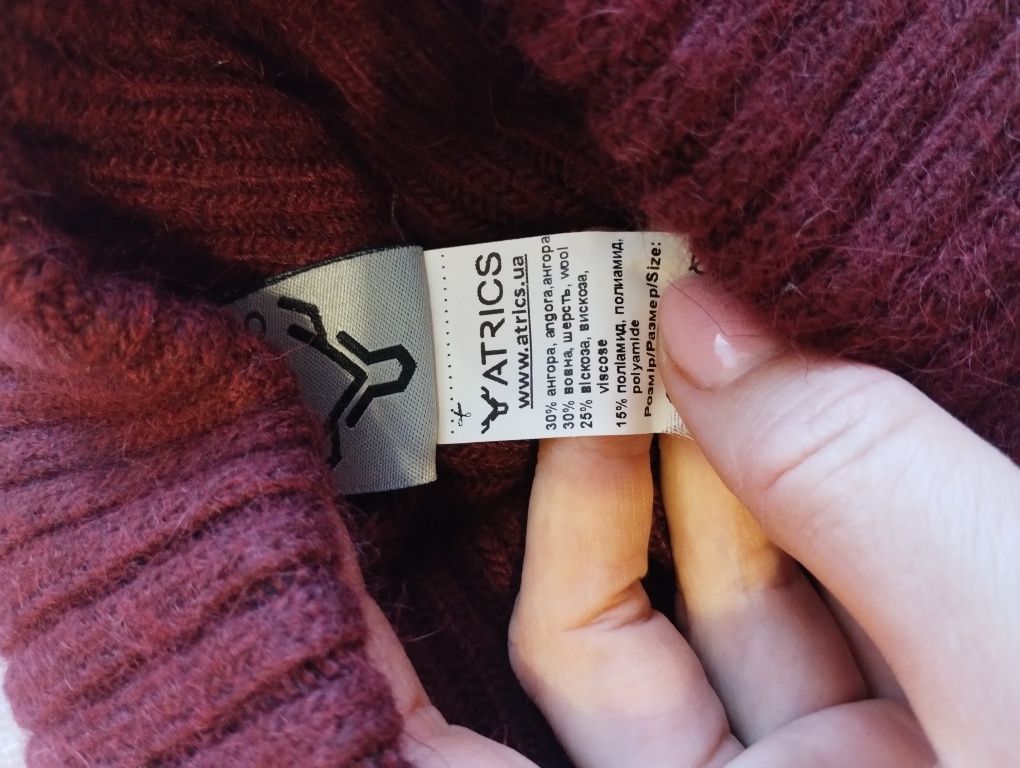 ATRICS
www.atrics.ua
30% ангора, angora,ангора
30% вовна, шерсть, wool
25% віскоза, вискоза,
viscose
15% поліамид, полиамид,
polyamide
Розмір/Размер/Size: